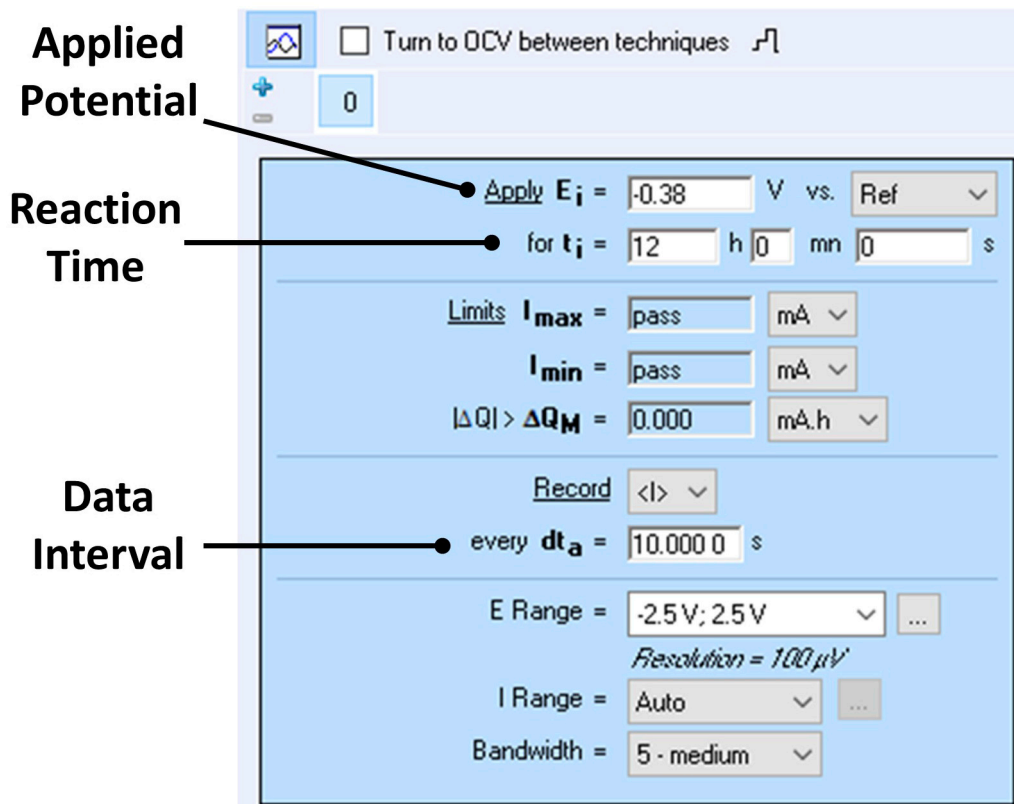 Applied
Potential
Reaction
Time
Data
Interval
Turn to OCV between techniques
0
Apply Ei = -0.38 V vs. Ref
for ti = 12 h 0 mn 0 s
Limits Imax = pass mA
Imin = pass mA
|ΔQ| > ΔQM = 0.000 mA.h
Record <I>
every dta = 10.000 0 s
E Range = -2.5 V; 2.5 V ...
Resolution = 100 µV
I Range = Auto ...
Bandwidth = 5 - medium